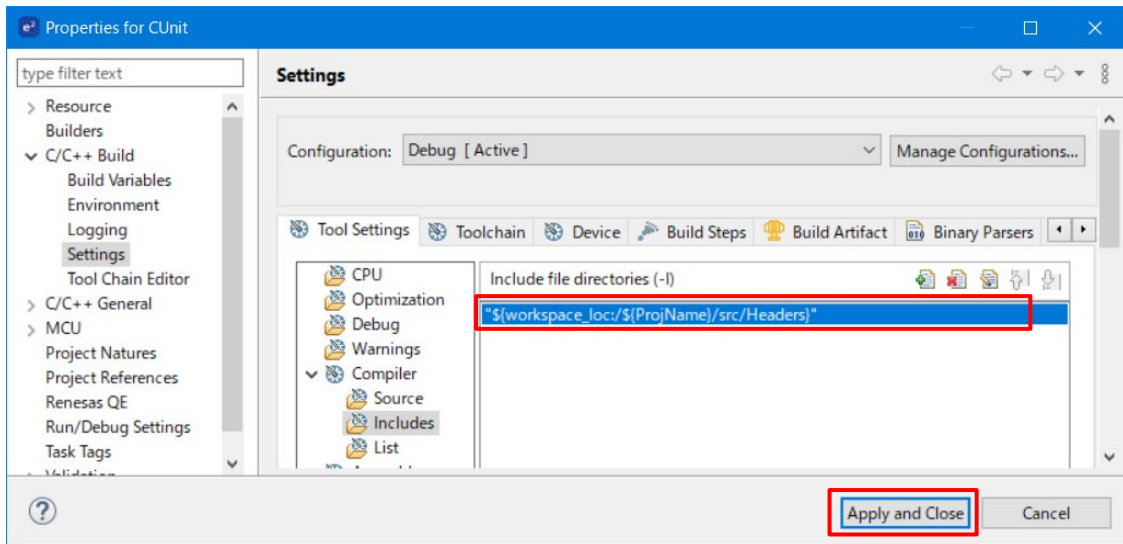 e² Properties for CUnit
type filter text
Resource
Builders
C/C++ Build
Build Variables
Environment
Logging
Settings
Tool Chain Editor
C/C++ General
MCU
Project Natures
Project References
Renesas QE
Run/Debug Settings
Task Tags
Validation
Settings
Configuration: Debug [ Active ]
Manage Configurations...
Tool Settings Toolchain Device Build Steps Build Artifact Binary Parsers
CPU
Optimization
Debug
Warnings
Compiler
Source
Includes
List
Include file directories (-I)
"${workspace_loc:/${ProjName}/src/Headers}"
? Apply and Close Cancel